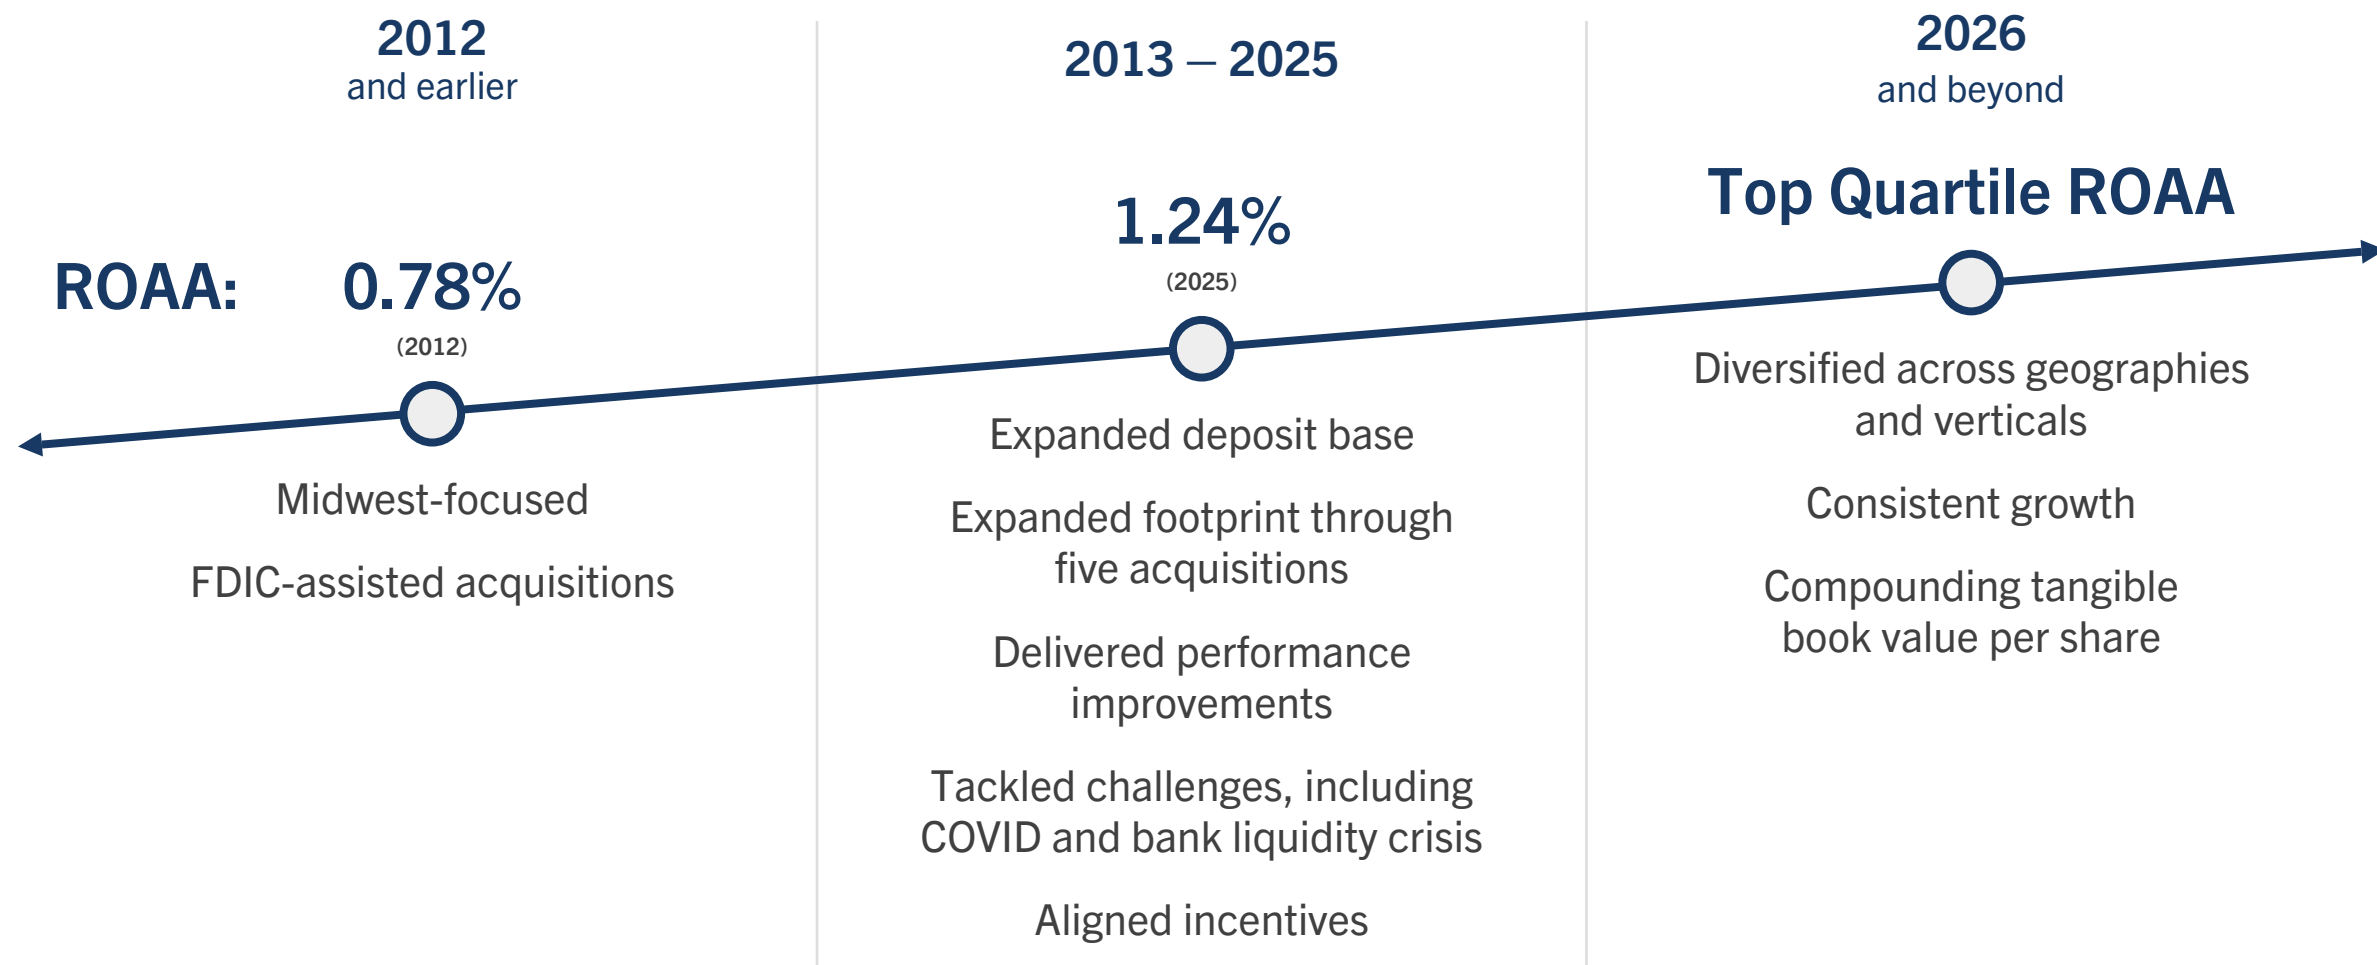 2012
and earlier
ROAA:
0.78%
(2012)
Midwest-focused
FDIC-assisted acquisitions
2013 – 2025
1.24%
(2025)
Expanded deposit base
Expanded footprint through
five acquisitions
Delivered performance
improvements
Tackled challenges, including
COVID and bank liquidity crisis
Aligned incentives
2026
and beyond
Top Quartile ROAA
Diversified across geographies
and verticals
Consistent growth
Compounding tangible
book value per share